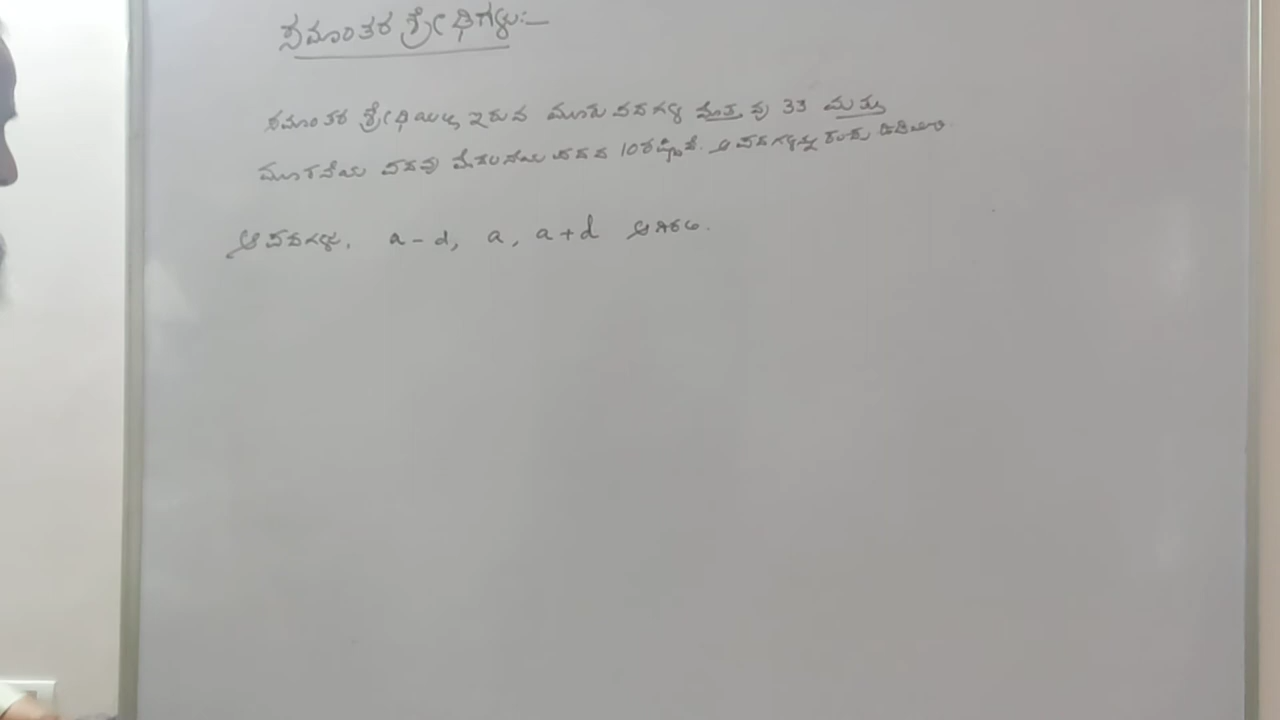 ಸಮಾಂತರ ಶ್ರೇಢಿಗಳು:-
ಸಮಾಂತರ ಶ್ರೇಢಿಯಲ್ಲಿ ಇರುವ ಮೂರು ಪದಗಳ ಮೊತ್ತವು 33 ಮತ್ತು
ಮೂರನೆಯ ಪದವು ಮೊದಲನೆಯ ಪದದ 10ರಷ್ಟಿದೆ. ಆ ಪದಗಳನ್ನು ಕಂಡು ಹಿಡಿಯಿರಿ
ಆ ಪದಗಳು, a-d, a, a+d ಆಗಿರಲಿ.